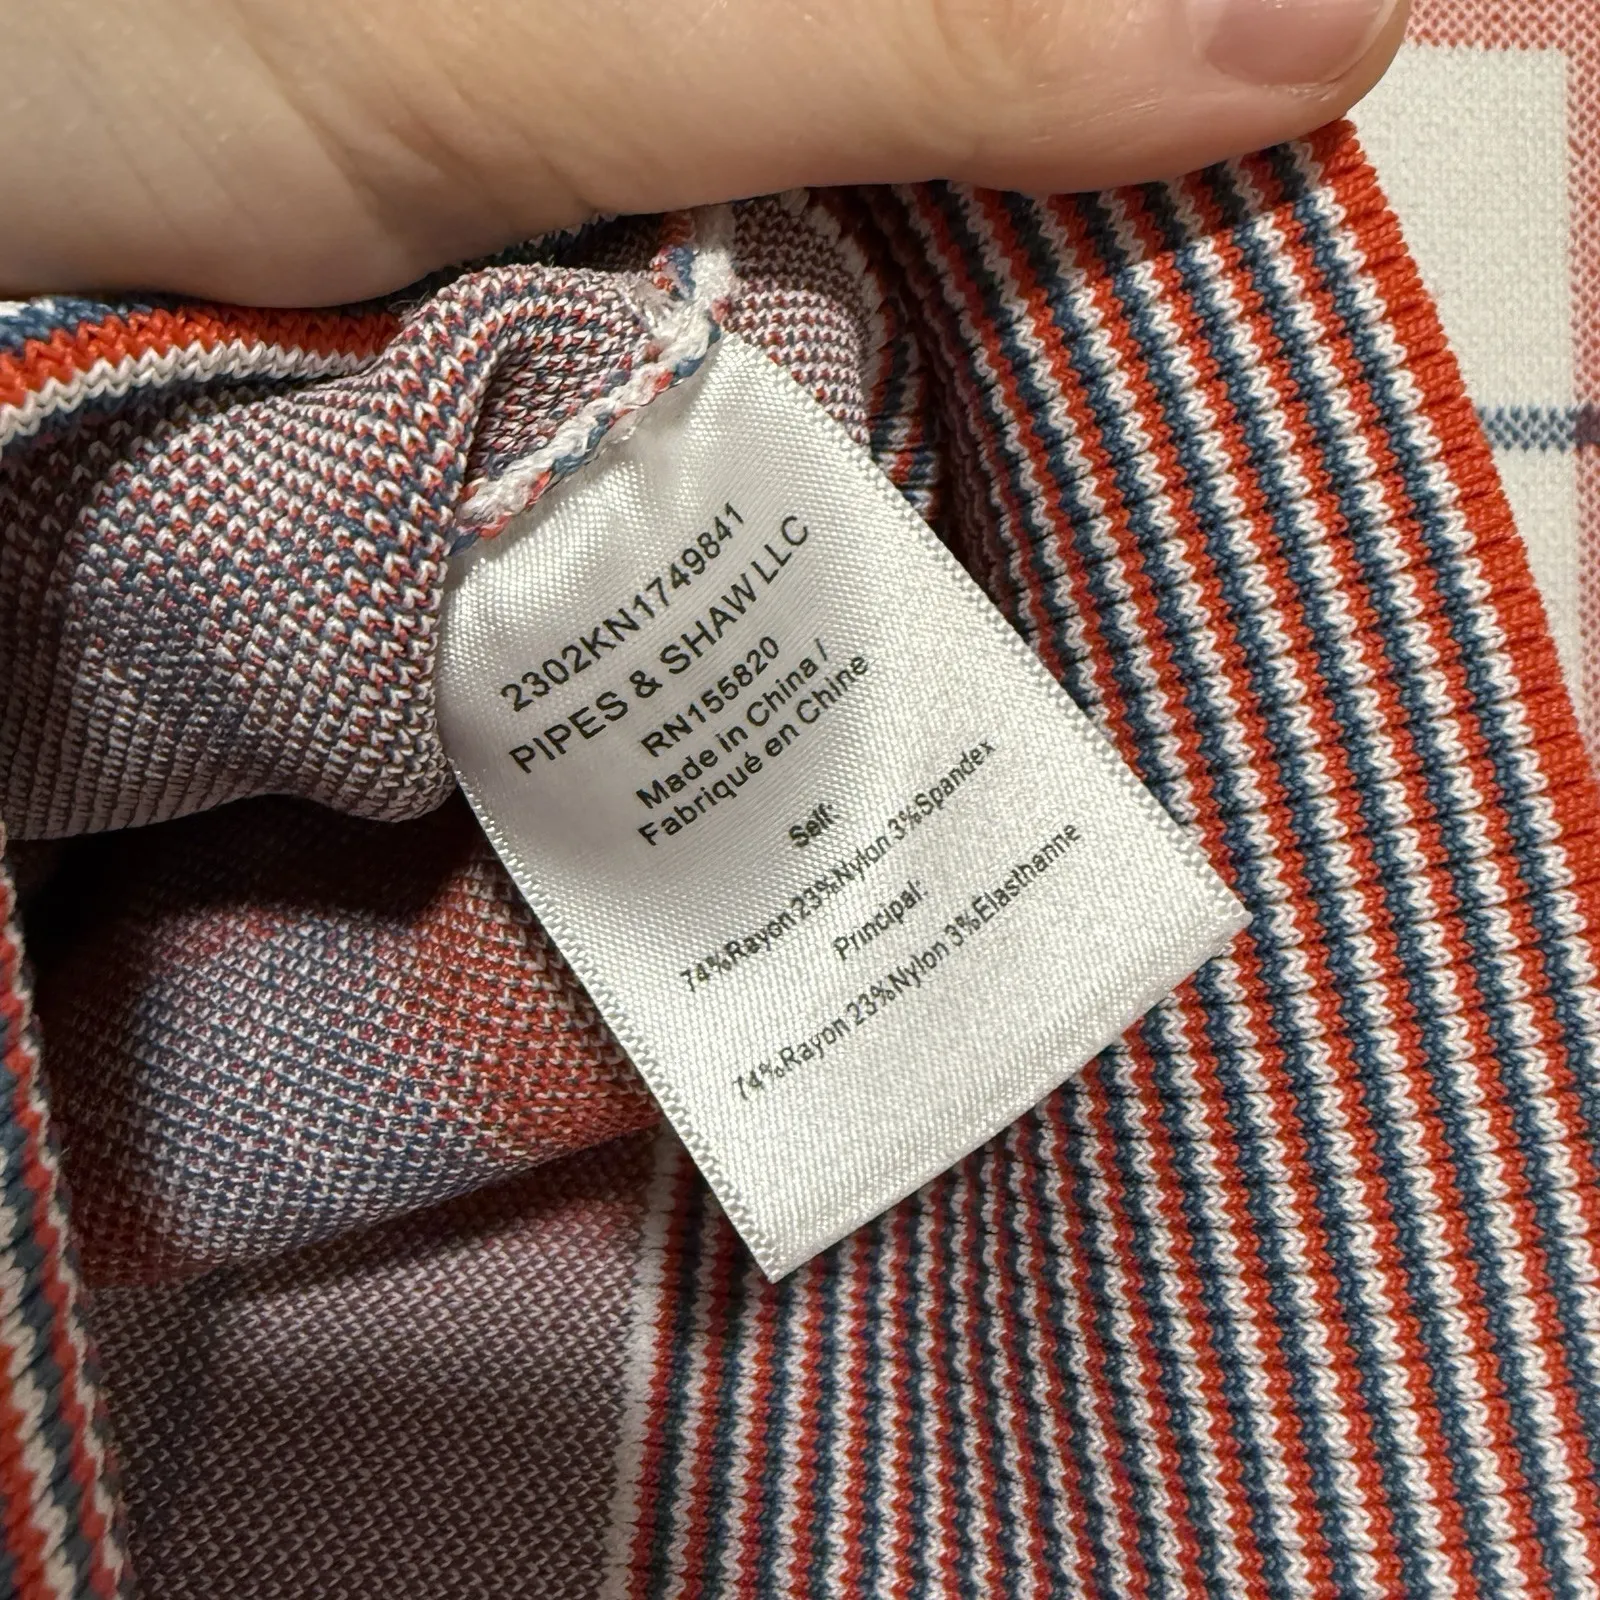 2302KN1749841
PIPES & SHAW LLC
RN155820
Made in China /
Fabriqué en Chine
Self:
74%Rayon 23%Nylon 3%Spandex
Principal:
74%Rayon 23%Nylon 3%Elasthanne